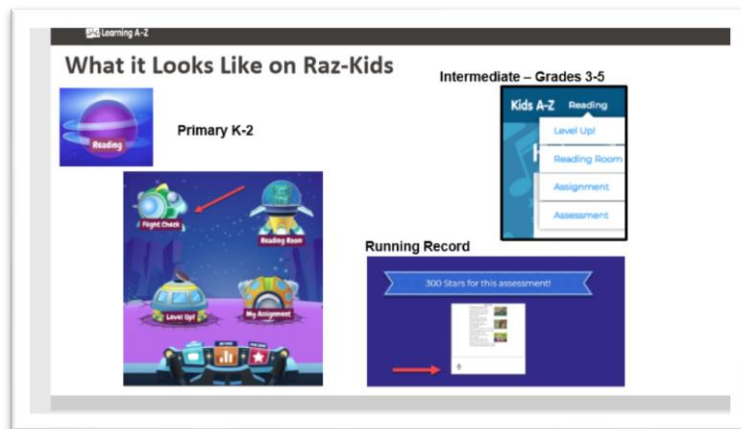 Learning A-Z
What it Looks Like on Raz-Kids
Intermediate – Grades 3-5
Primary K-2
Reading
Kids A-Z Reading
Level Up!
Reading Room
Assignment
Assessment
Flight Check
Reading Room
Level Up!
My Assignment
Running Record
300 Stars for this assessment!